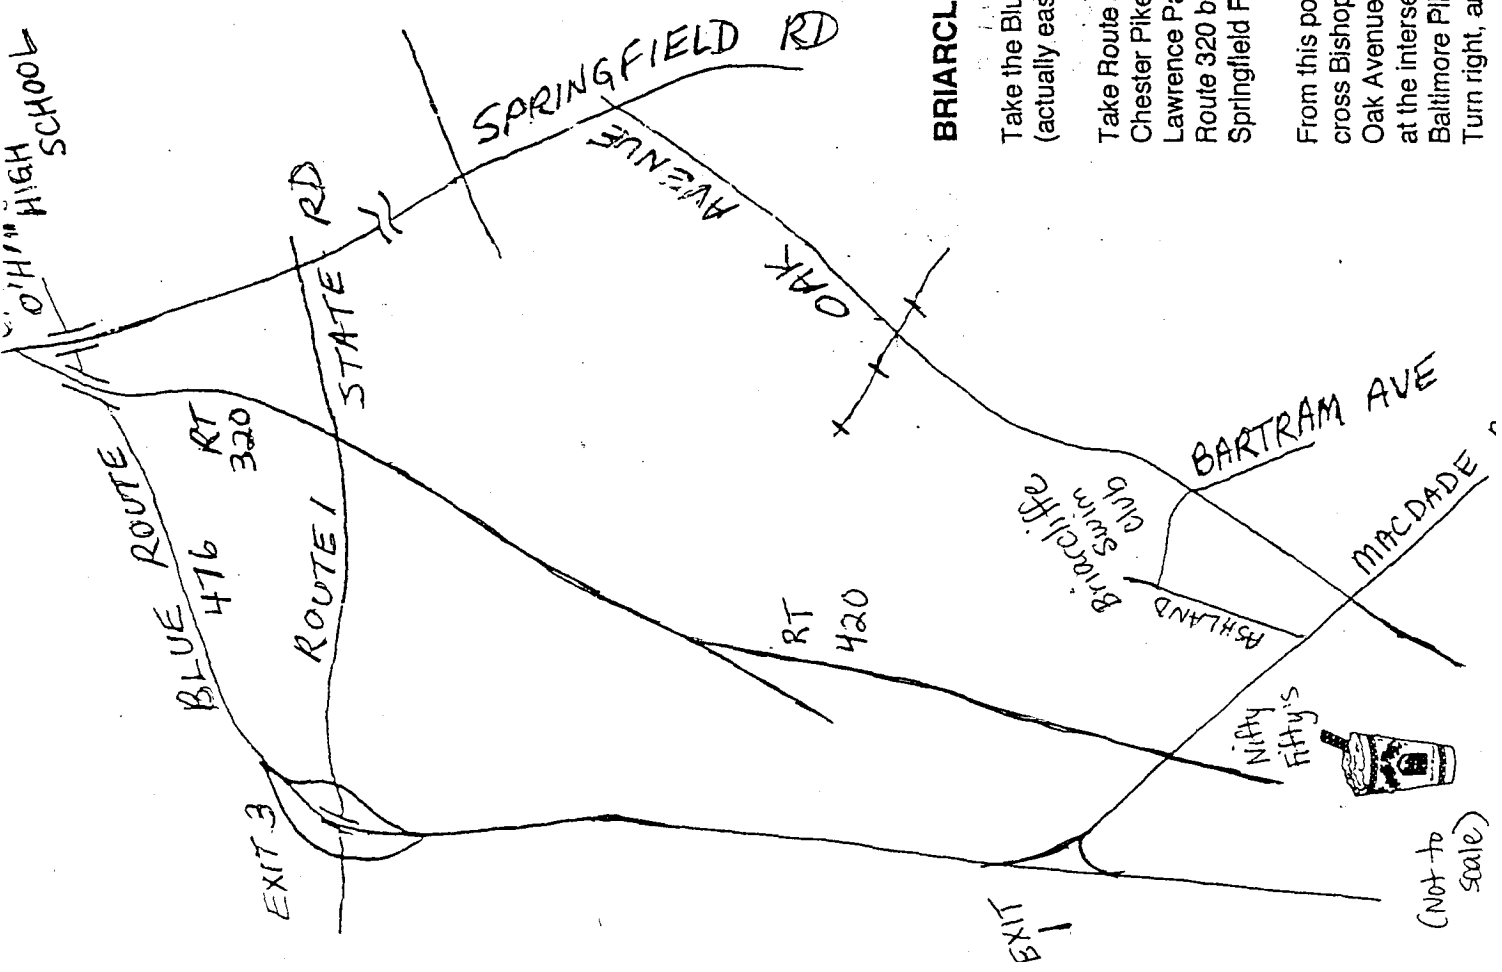 O'H HIGH
SCHOOL
SPRINGFIELD RD
STATE RD
OAK AVENUE
BLUE ROUTE
476
RT
320
ROUTE 1
EXIT 3
RT
420
Briarcliffe
Swim
Club
BARTRAM AVE
ASHLAND
MACDADE
Nifty
Fifty's
EXIT
1
(Not to
scale)
BRIARCL
Take the Blu
(actually eas
Take Route
Chester Pike
Lawrence Pa
Route 320 b
Springfield R
From this po
cross Bishop
Oak Avenue
at the interse
Baltimore Pi
Turn right, a